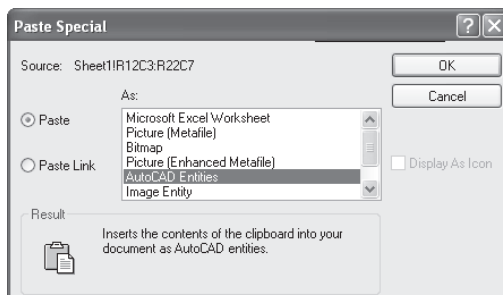 Paste Special
Source: Sheet1!R12C3:R22C7
OK
As:
Cancel
Paste
Microsoft Excel Worksheet
Picture (Metafile)
Bitmap
Picture (Enhanced Metafile)
AutoCAD Entities
Image Entity
Paste Link
Display As Icon
Result
Inserts the contents of the clipboard into your
document as AutoCAD entities.